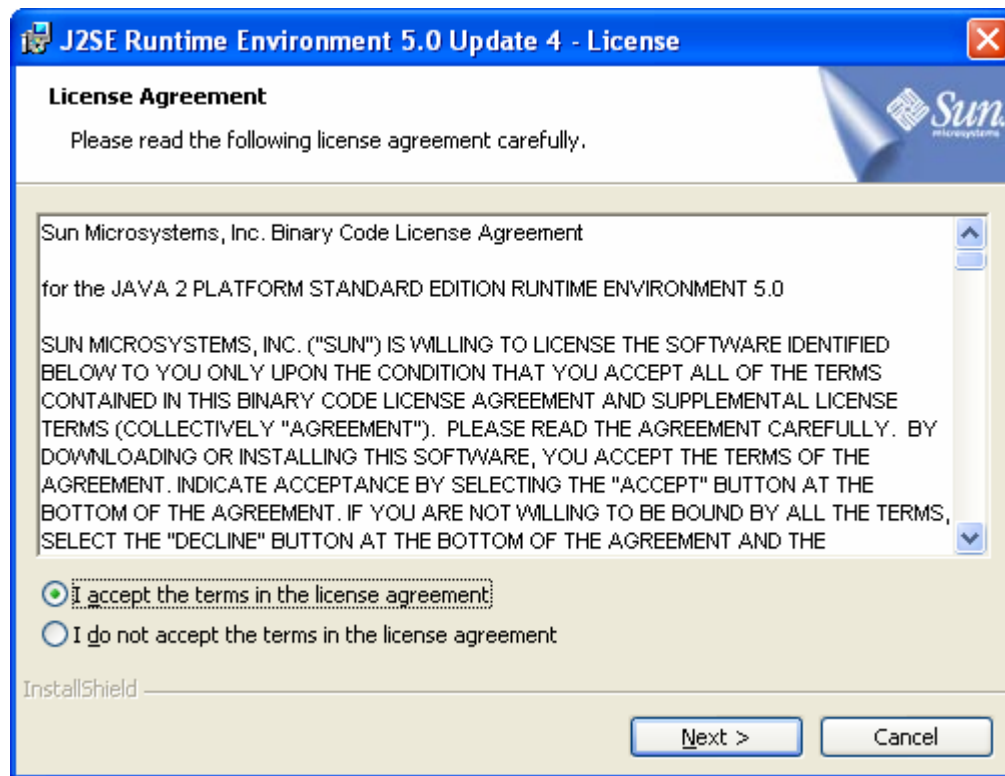 J2SE Runtime Environment 5.0 Update 4 - License
License Agreement
Please read the following license agreement carefully.
Sun
microsystems
Sun Microsystems, Inc. Binary Code License Agreement
for the JAVA 2 PLATFORM STANDARD EDITION RUNTIME ENVIRONMENT 5.0
SUN MICROSYSTEMS, INC. ("SUN") IS WILLING TO LICENSE THE SOFTWARE IDENTIFIED
BELOW TO YOU ONLY UPON THE CONDITION THAT YOU ACCEPT ALL OF THE TERMS
CONTAINED IN THIS BINARY CODE LICENSE AGREEMENT AND SUPPLEMENTAL LICENSE
TERMS (COLLECTIVELY "AGREEMENT").  PLEASE READ THE AGREEMENT CAREFULLY.  BY
DOWNLOADING OR INSTALLING THIS SOFTWARE, YOU ACCEPT THE TERMS OF THE
AGREEMENT. INDICATE ACCEPTANCE BY SELECTING THE "ACCEPT" BUTTON AT THE
BOTTOM OF THE AGREEMENT. IF YOU ARE NOT WILLING TO BE BOUND BY ALL THE TERMS,
SELECT THE "DECLINE" BUTTON AT THE BOTTOM OF THE AGREEMENT AND THE
I accept the terms in the license agreement
I do not accept the terms in the license agreement
InstallShield
Next >
Cancel